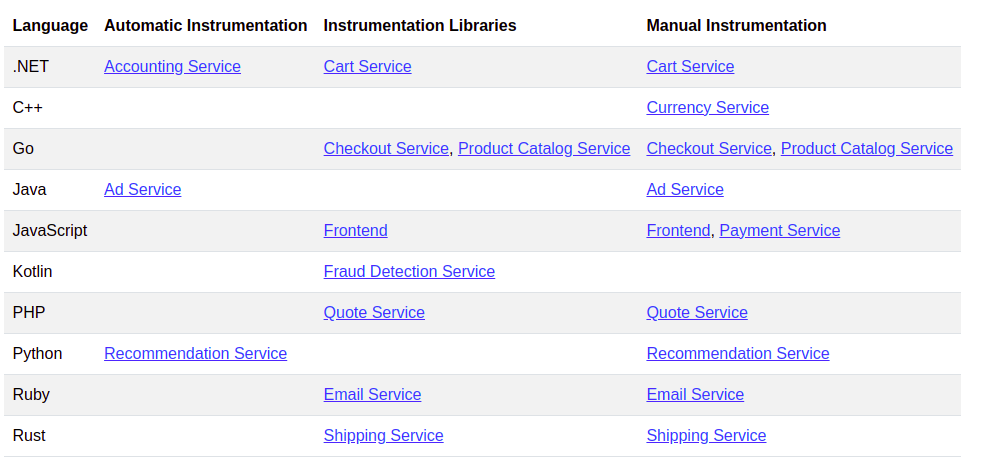 Language Automatic Instrumentation Instrumentation Libraries Manual Instrumentation
.NET Accounting Service Cart Service Cart Service
C++ Currency Service
Go Checkout Service, Product Catalog Service Checkout Service, Product Catalog Service
Java Ad Service Ad Service
JavaScript Frontend Frontend, Payment Service
Kotlin Fraud Detection Service
PHP Quote Service Quote Service
Python Recommendation Service Recommendation Service
Ruby Email Service Email Service
Rust Shipping Service Shipping Service